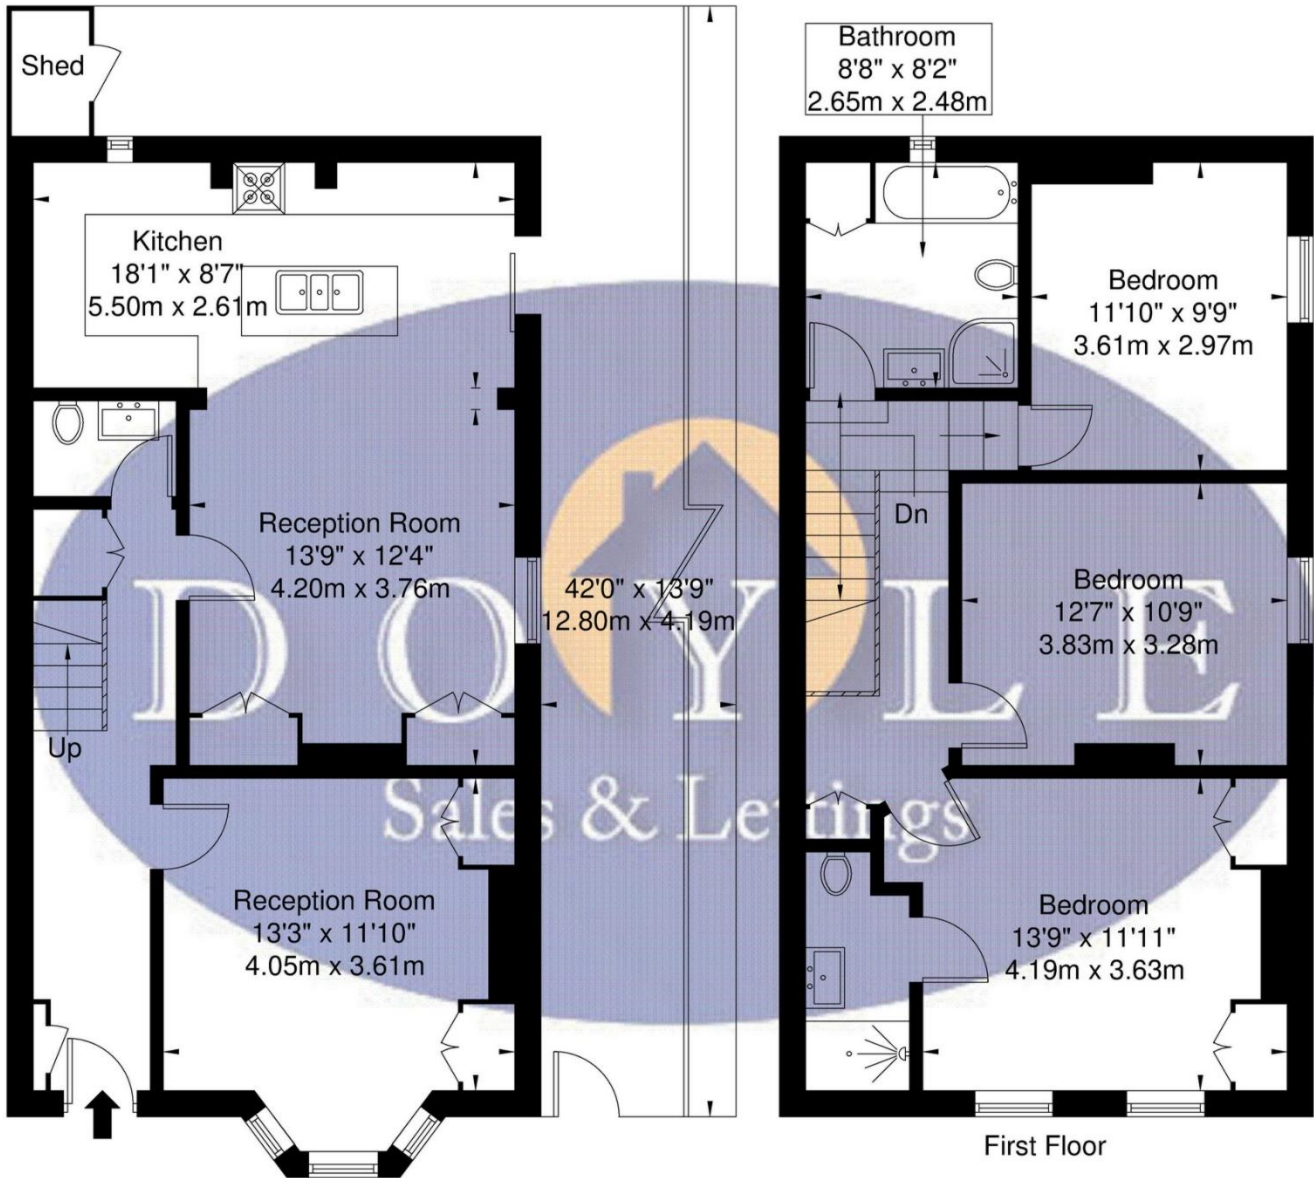 Shed
Kitchen
18'1" x 8'7"
5.50m x 2.61m
Reception Room
13'9" x 12'4"
4.20m x 3.76m
Up
Reception Room
13'3" x 11'10"
4.05m x 3.61m
42'0" x 13'9"
12.80m x 4.19m
Bathroom
8'8" x 8'2"
2.65m x 2.48m
Bedroom
11'10" x 9'9"
3.61m x 2.97m
Dn
Bedroom
12'7" x 10'9"
3.83m x 3.28m
Bedroom
13'9" x 11'11"
4.19m x 3.63m
First Floor
DOYLE
Sales & Lettings